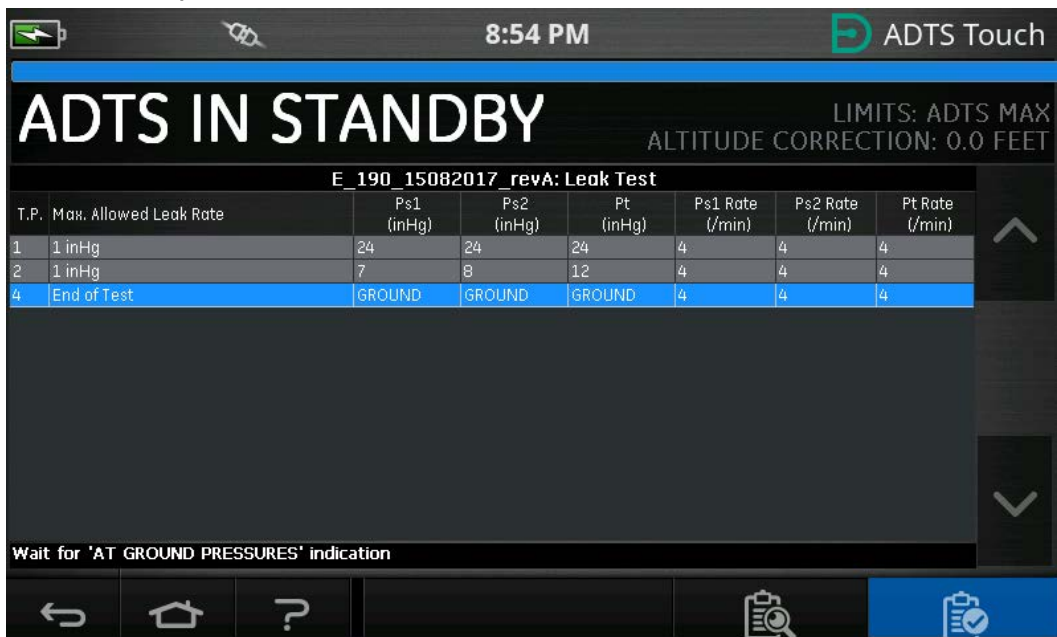 8:54 PM ADTS Touch
ADTS IN STANDBY
LIMITS: ADTS MAX
ALTITUDE CORRECTION: 0.0 FEET
E_190_15082017_revA: Leak Test
T.P. Max. Allowed Leak Rate Ps1 (inHg) Ps2 (inHg) Pt (inHg) Ps1 Rate (/min) Ps2 Rate (/min) Pt Rate (/min)
1 1 inHg 24 24 24 4 4 4
2 1 inHg 7 8 12 4 4 4
4 End of Test GROUND GROUND GROUND 4 4 4
Wait for 'AT GROUND PRESSURES' indication
?